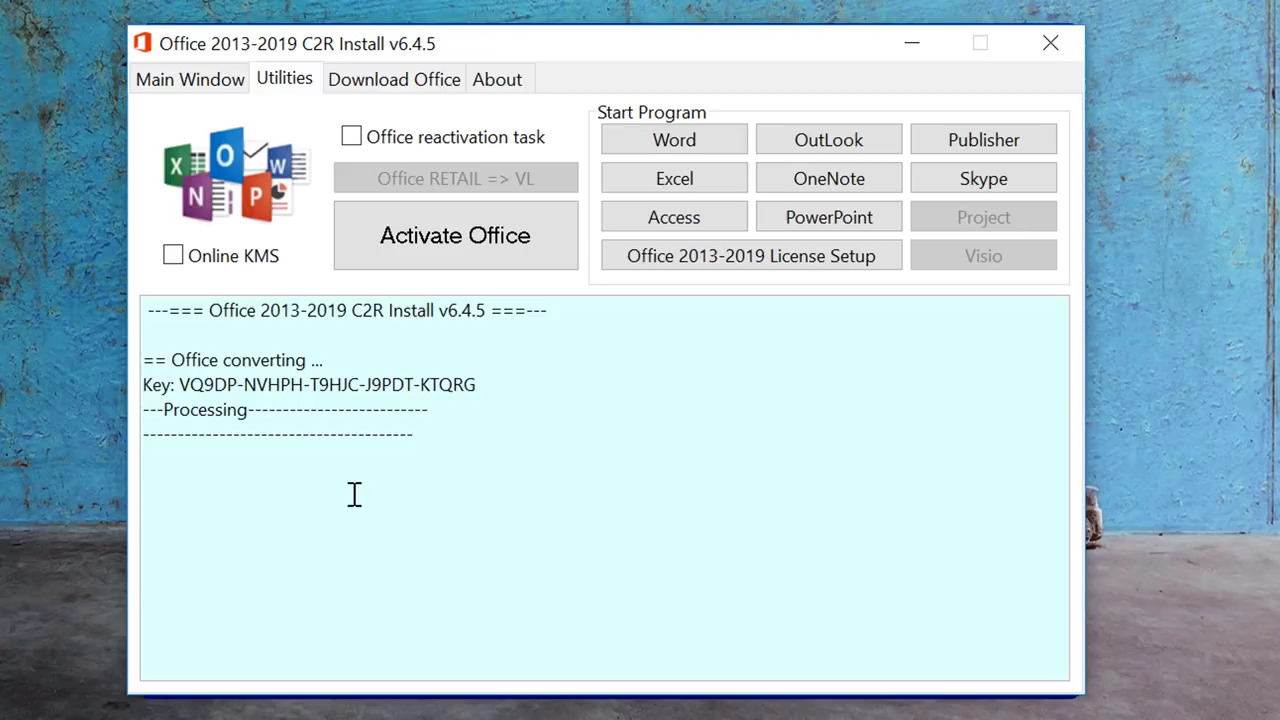 Office 2013-2019 C2R Install v6.4.5
Main Window Utilities Download Office About
Office reactivation task
Office RETAIL => VL
Activate Office
Online KMS
Start Program
Word OutLook Publisher
Excel OneNote Skype
Access PowerPoint Project
Office 2013-2019 License Setup Visio
---=== Office 2013-2019 C2R Install v6.4.5 ===---
== Office converting ...
Key: VQ9DP-NVHPH-T9HJC-J9PDT-KTQRG
---Processing--------------------------
---------------------------------------
X O W N P